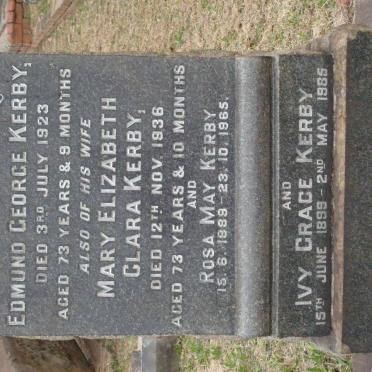 EDMUND GEORGE KERBY,
DIED 3RD JULY 1923
AGED 73 YEARS & 9 MONTHS
ALSO OF HIS WIFE
MARY ELIZABETH
CLARA KERBY,
DIED 12TH NOV. 1936
AGED 73 YEARS & 10 MONTHS
AND
ROSA MAY KERBY
15. 6. 1889 - 23. 10. 1965.
IVY GRACE KERBY
AND
15TH JUNE 1899 - 2ND MAY 1985